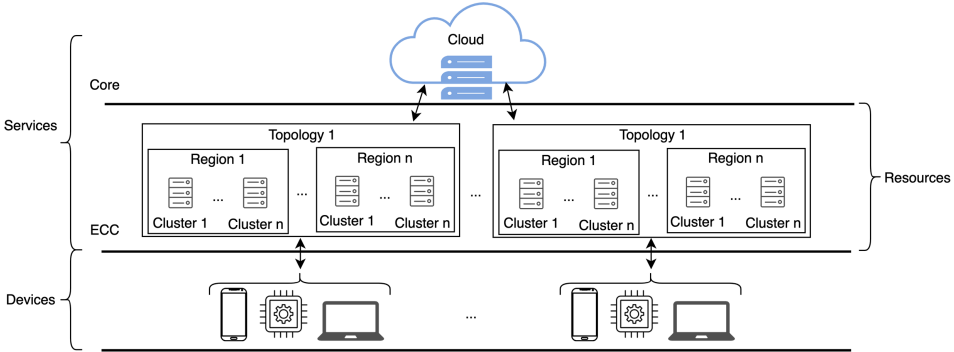 Cloud
Core
Services
Topology 1
Topology 1
Region 1
Region n
Region 1
Region n
...
...
...
...
...
...
...
Resources
Cluster 1
Cluster n
Cluster 1
Cluster n
Cluster 1
Cluster n
Cluster 1
Cluster n
ECC
Devices
...